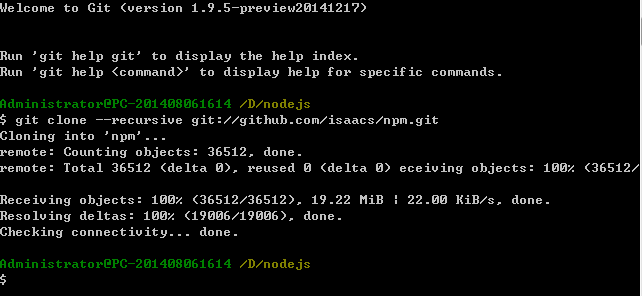 Welcome to Git (version 1.9.5-preview20141217)
Run 'git help git' to display the help index.
Run 'git help <command>' to display help for specific commands.
Administrator@PC-201408061614 /D/nodejs
$ git clone --recursive git://github.com/isaacs/npm.git
Cloning into 'npm'...
remote: Counting objects: 36512, done.
remote: Total 36512 (delta 0), reused 0 (delta 0) eceiving objects: 100% (36512/
Receiving objects: 100% (36512/36512), 19.22 MiB ¦ 22.00 KiB/s, done.
Resolving deltas: 100% (19006/19006), done.
Checking connectivity... done.
Administrator@PC-201408061614 /D/nodejs
$